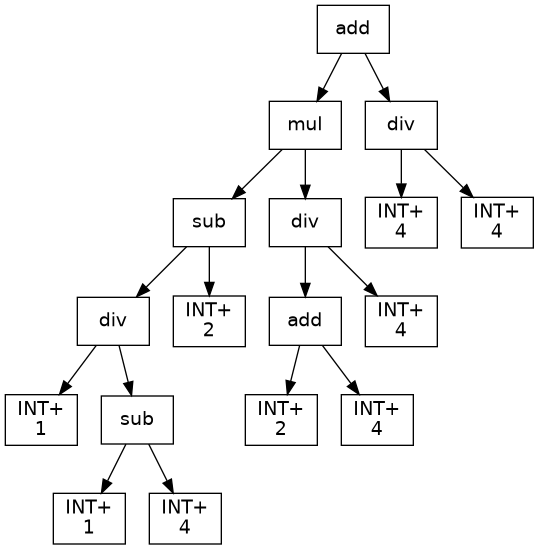 add
mul
div
sub
div
INT+
4
INT+
4
div
INT+
2
add
INT+
4
INT+
1
sub
INT+
2
INT+
4
INT+
1
INT+
4